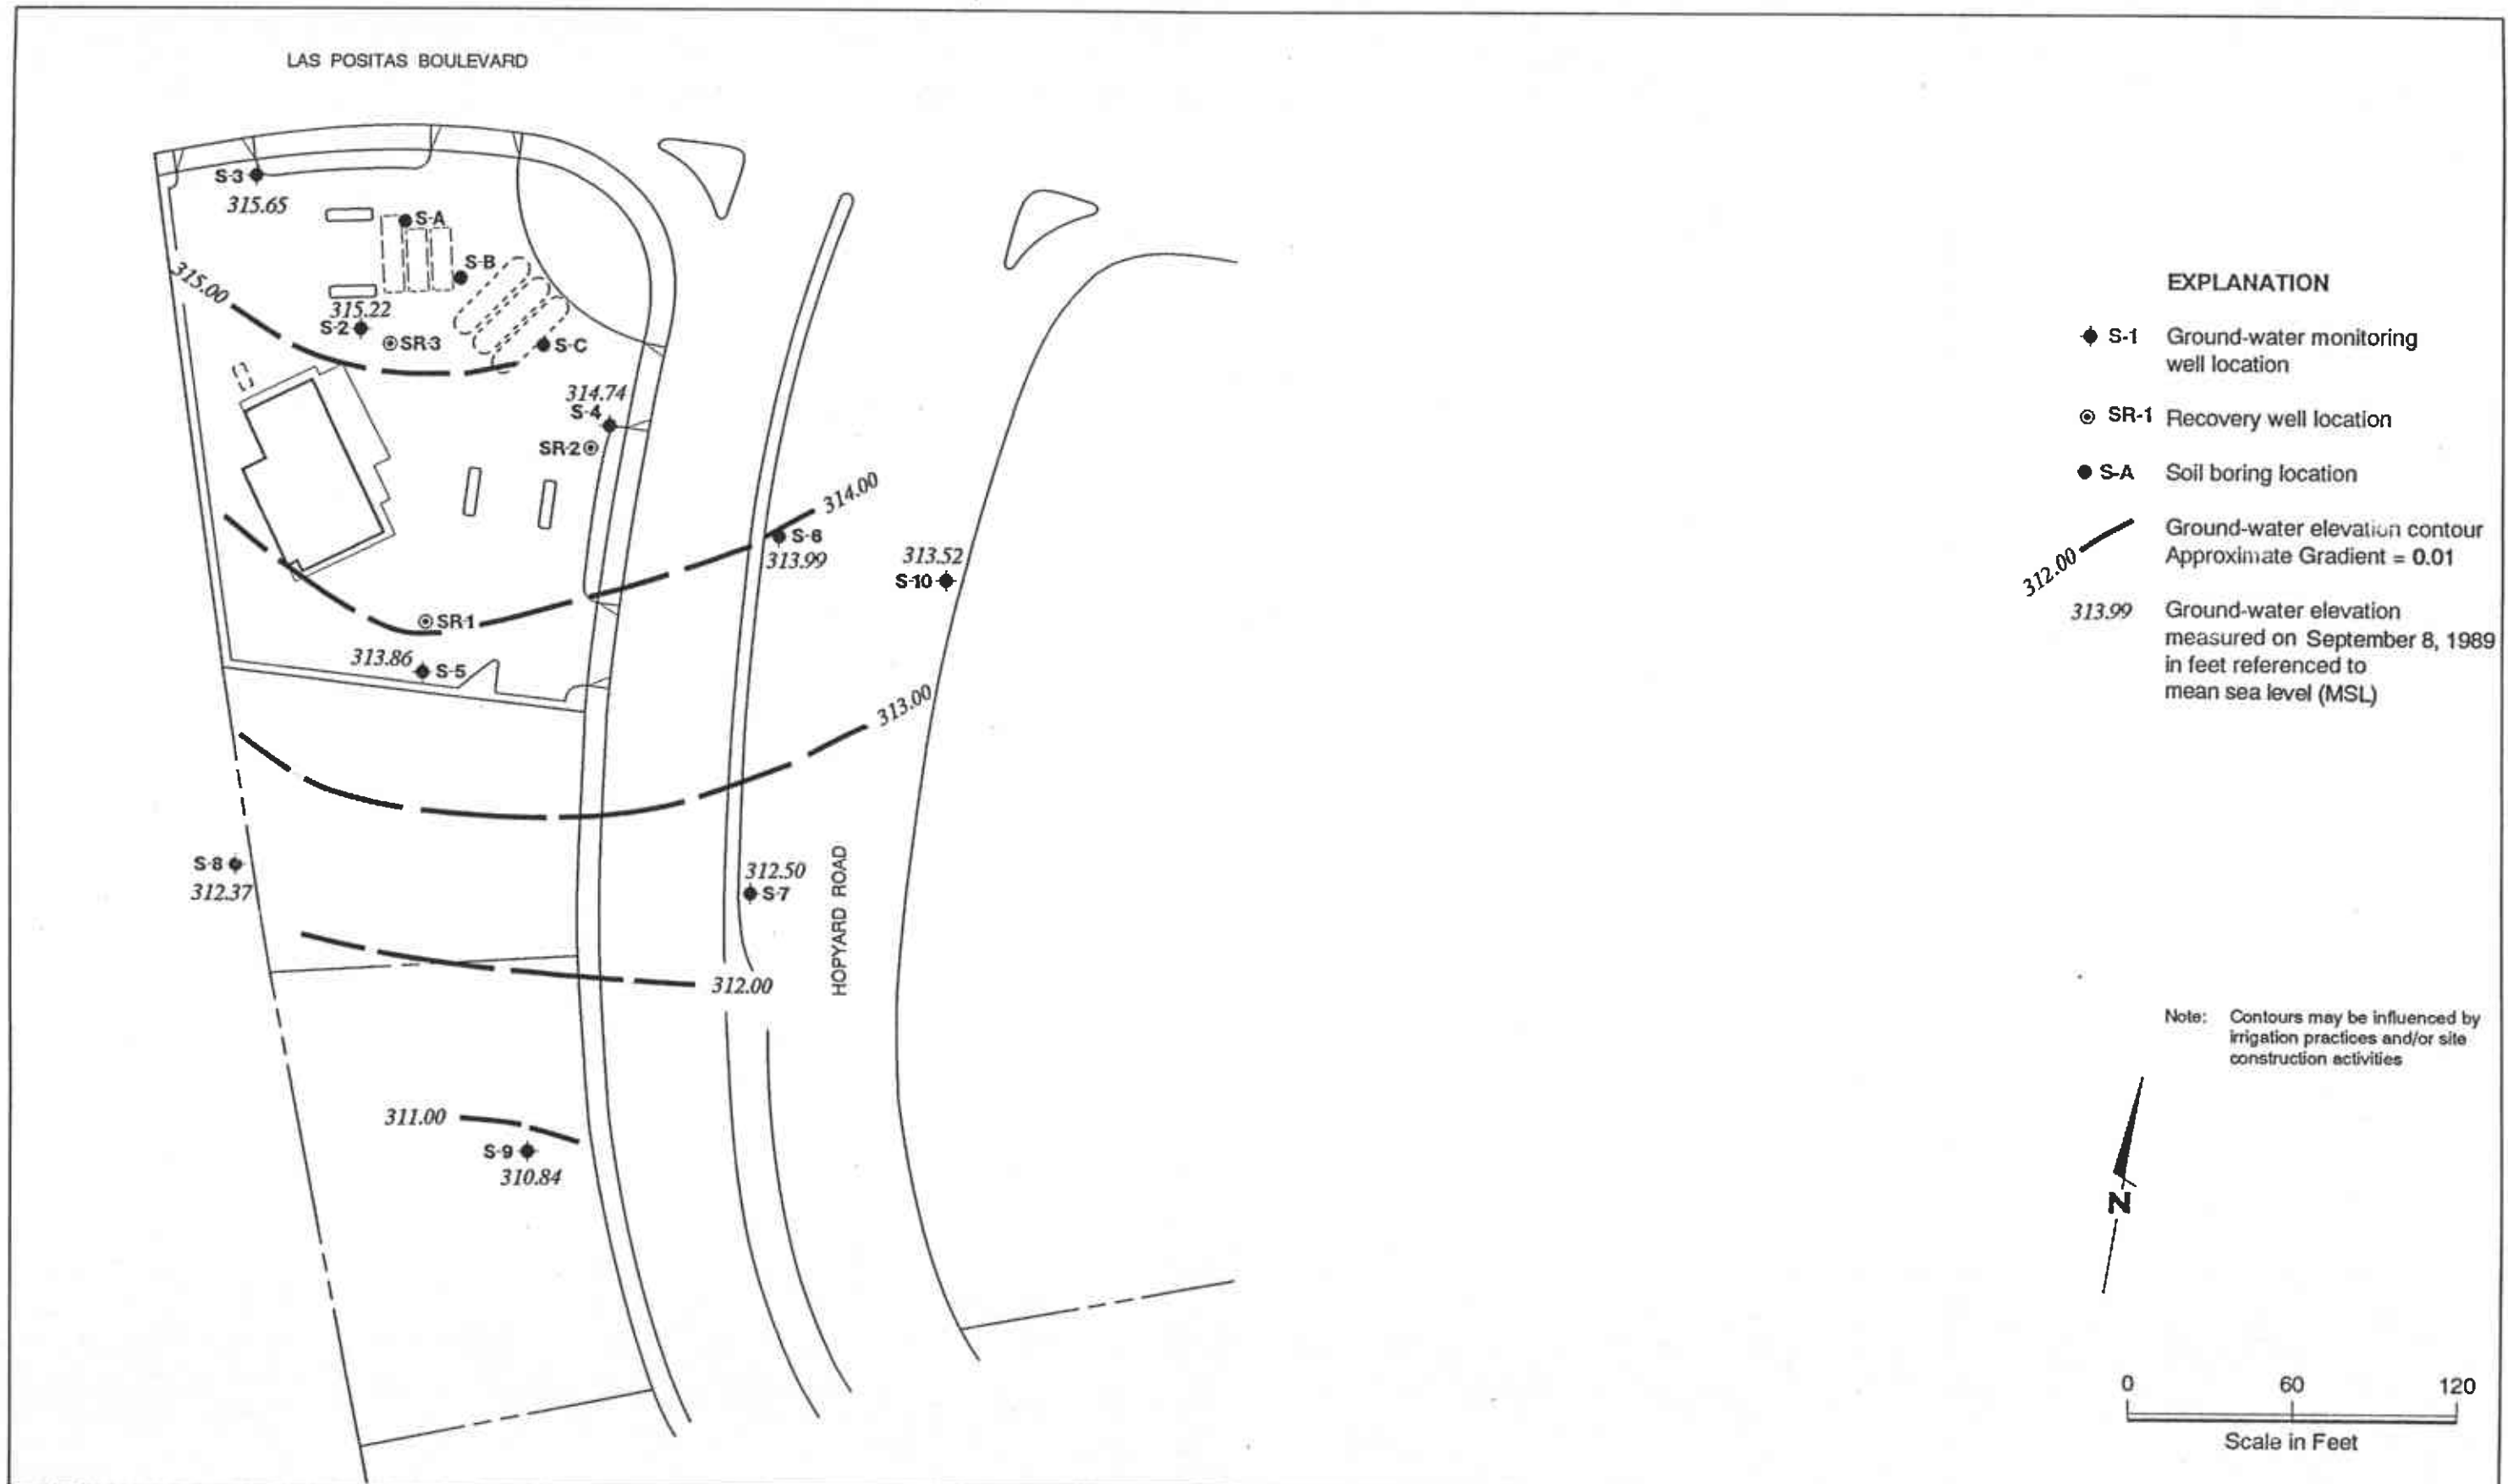 LAS POSITAS BOULEVARD
S-3
315.65
S-A
S-B
315.00
315.22
S-2
SR-3
S-C
314.74
S-4
SR-2
314.00
S-6
313.99
313.52
S-10
SR-1
313.86
S-5
313.00
S-8
312.37
312.50
S-7
HOPYARD ROAD
312.00
311.00
S-9
310.84
EXPLANATION
S-1 Ground-water monitoring
well location
SR-1 Recovery well location
S-A Soil boring location
312.00
Ground-water elevation contour
Approximate Gradient = 0.01
313.99 Ground-water elevation
measured on September 8, 1989
in feet referenced to
mean sea level (MSL)
Note: Contours may be influenced by
irrigation practices and/or site
construction activities
N
0 60 120
Scale in Feet